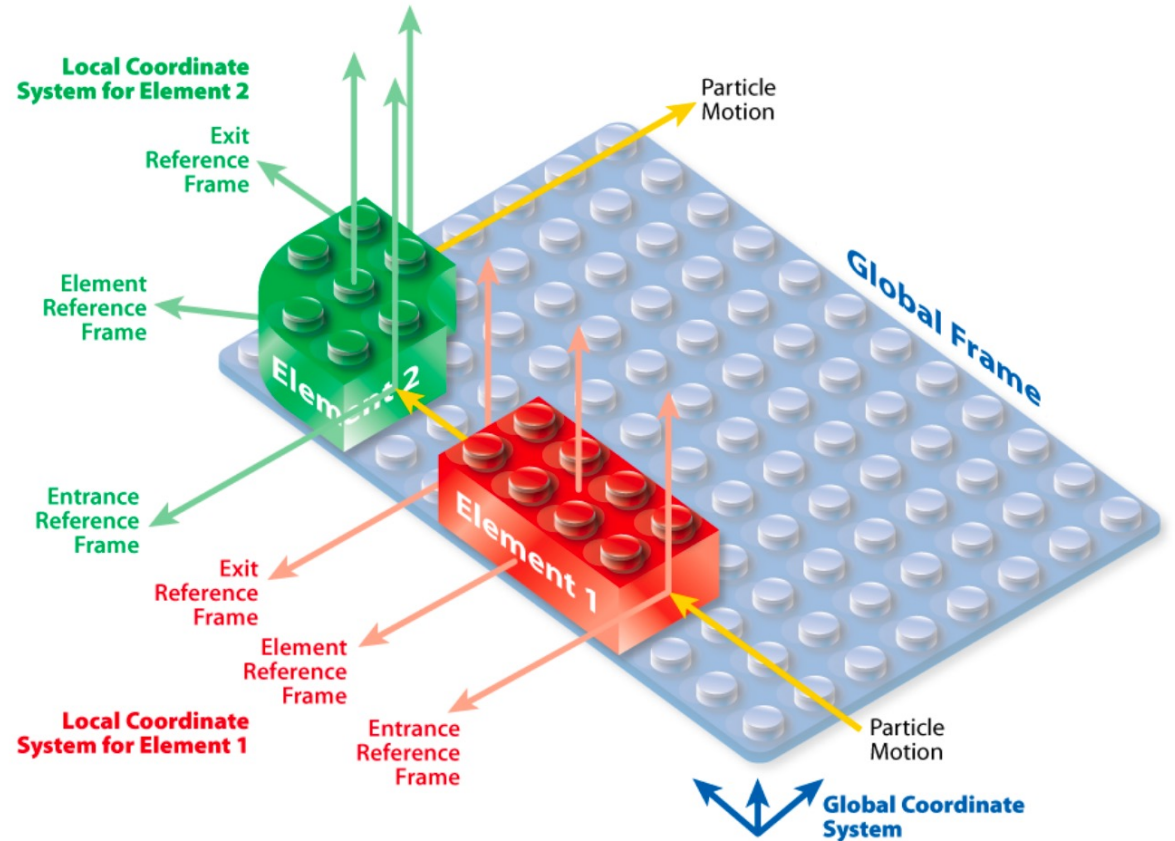 Local Coordinate
System for Element 2
Particle
Motion
Exit
Reference
Frame
Global Frame
Element
Reference
Frame
Element 2
Entrance
Reference
Frame
Element 1
Exit
Reference
Frame
Element
Reference
Frame
Local Coordinate
System for Element 1
Entrance
Reference
Frame
Particle
Motion
Global Coordinate
System